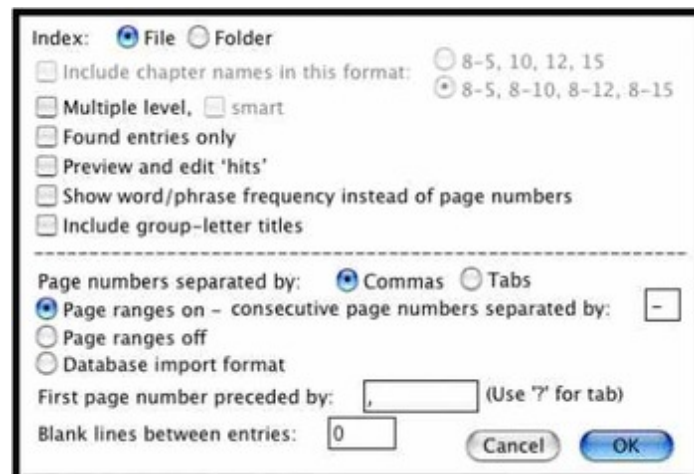 Index: File Folder
Include chapter names in this format: 8-5, 10, 12, 15
8-5, 8-10, 8-12, 8-15
Multiple level, smart
Found entries only
Preview and edit ‘hits’
Show word/phrase frequency instead of page numbers
Include group-letter titles
Page numbers separated by: Commas Tabs
Page ranges on - consecutive page numbers separated by: -
Page ranges off
Database import format
First page number preceded by: , (Use '?' for tab)
Blank lines between entries: 0
Cancel OK